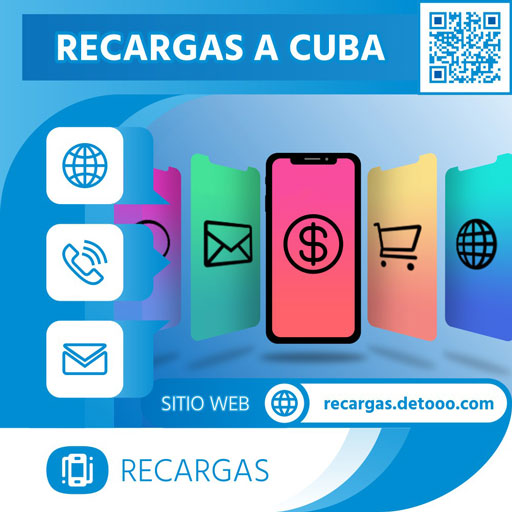 RECARGAS A CUBA
$
SITIO WEB
recargas.detooo.com
RECARGAS